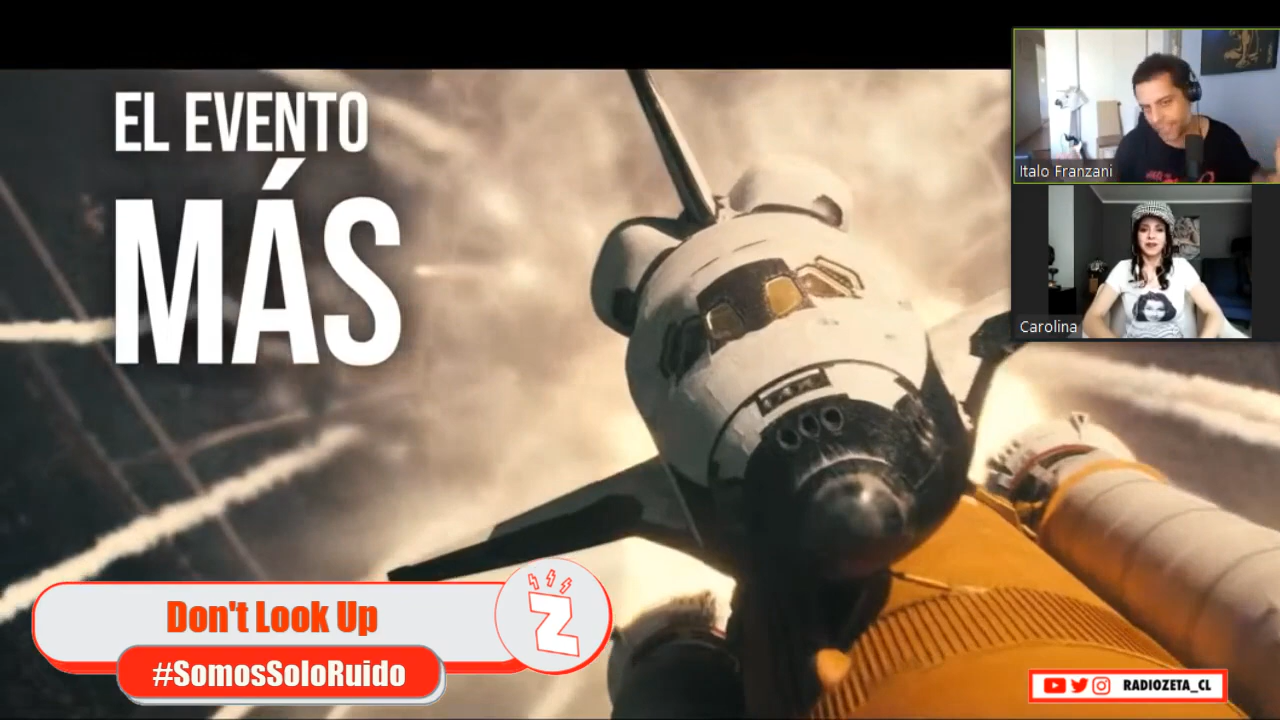 EL EVENTO
MÁS
Italo Franzani
Carolina
Don't Look Up
Z
#SomosSoloRuido
RADIOZETA_CL